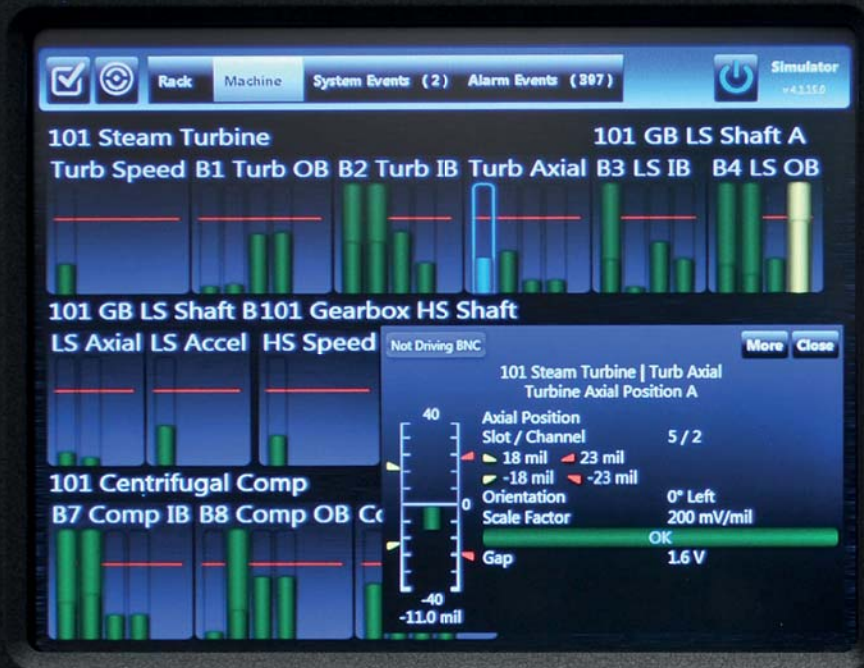 Rack Machine System Events (2) Alarm Events (397)
Simulator
v 4.1.15.0
101 Steam Turbine 101 GB LS Shaft A
Turb Speed B1 Turb OB B2 Turb IB Turb Axial B3 LS IB B4 LS OB
101 GB LS Shaft B 101 Gearbox HS Shaft
LS Axial LS Accel HS Speed
Not Driving BNC More Close
101 Steam Turbine | Turb Axial
Turbine Axial Position A
40 Axial Position
Slot / Channel 5 / 2
18 mil 23 mil
-18 mil -23 mil
0 Orientation 0° Left
Scale Factor 200 mV/mil
OK
Gap 1.6 V
-40
-11.0 mil
101 Centrifugal Comp
B7 Comp IB B8 Comp OB